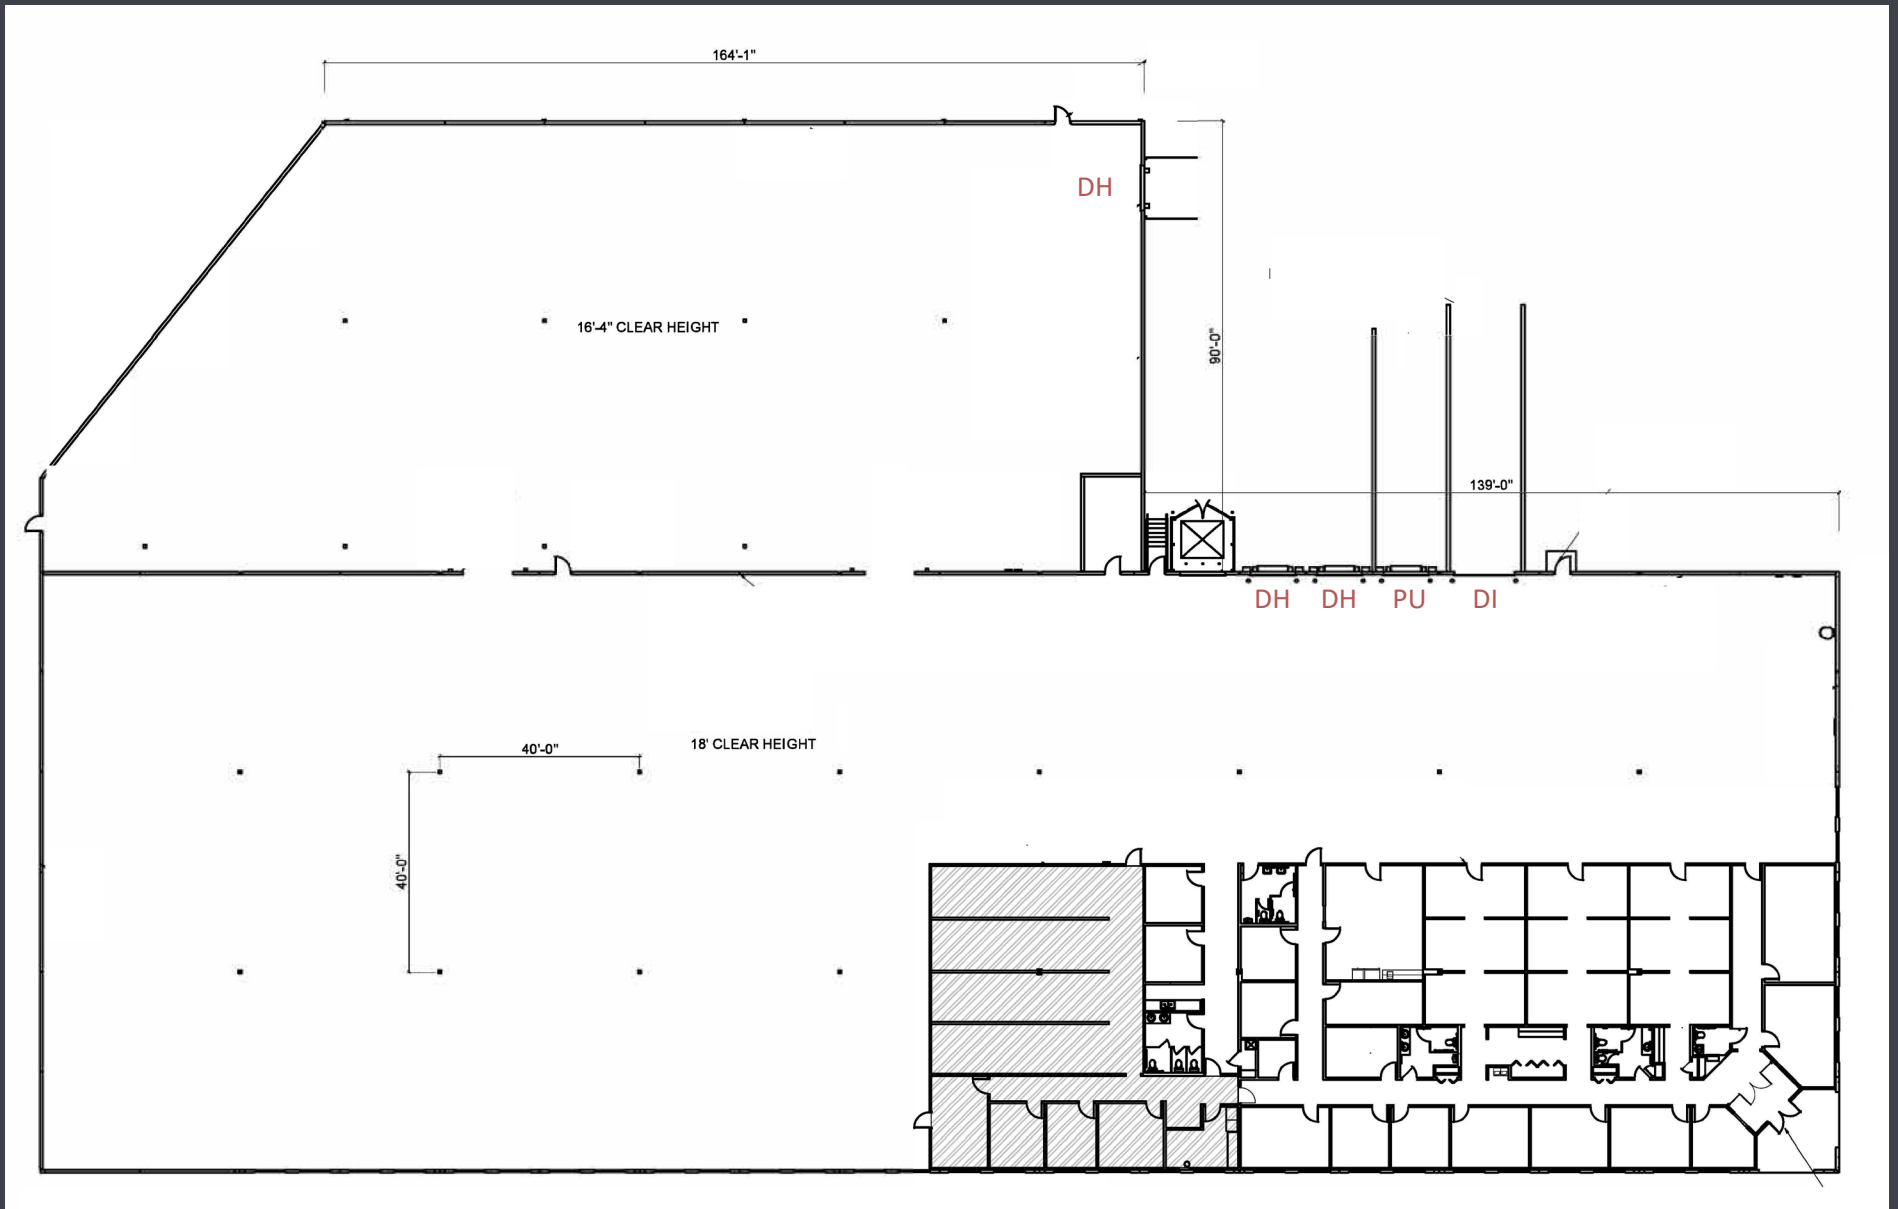 164'-1"
DH
16'-4" CLEAR HEIGHT
90'-0"
139'-0"
DH DH PU DI
18' CLEAR HEIGHT
40'-0"
40'-0"